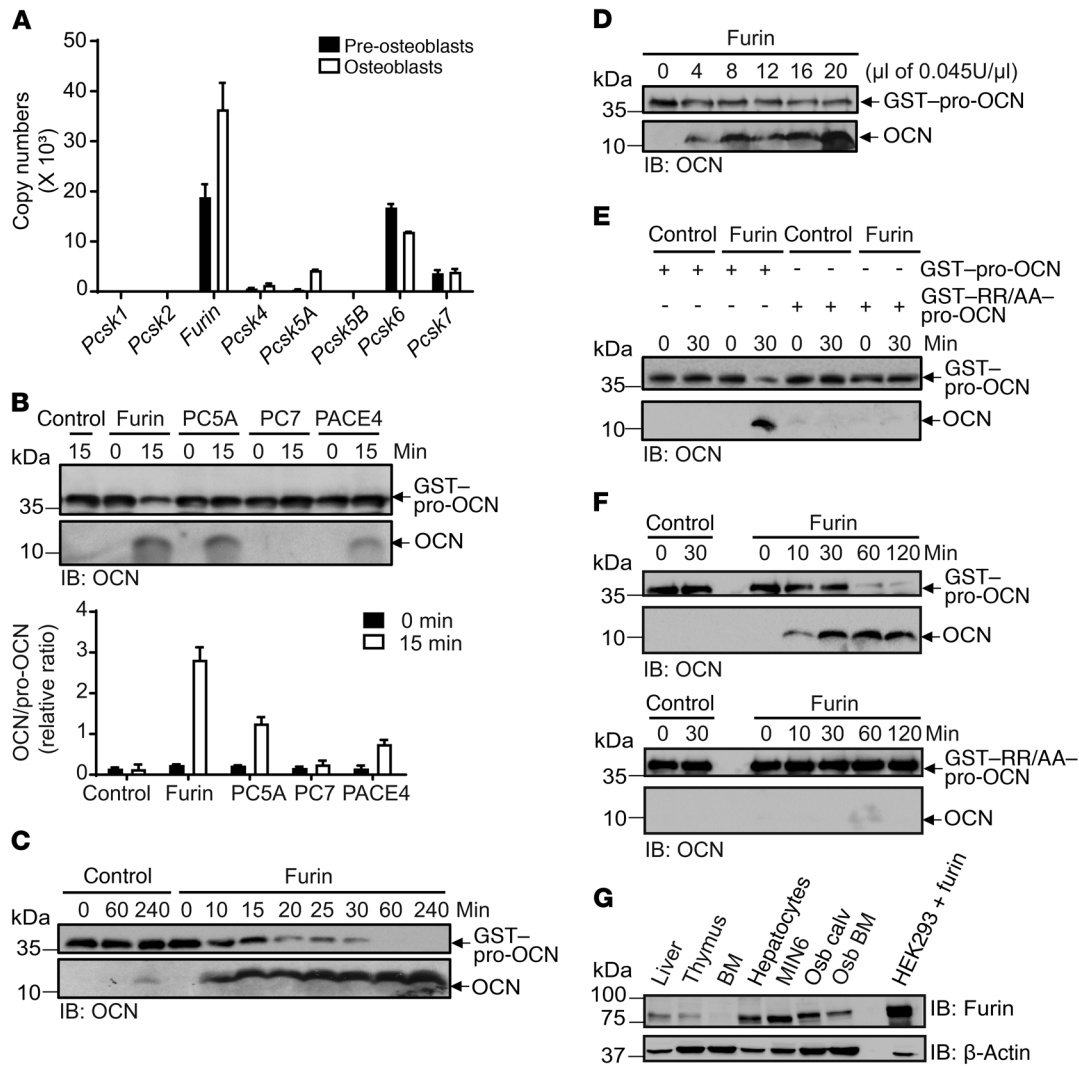 A
50
40
30
20
10
0
Copy numbers
(X 10³)
Pre-osteoblasts
Osteoblasts
Pcsk1 Pcsk2 Furin Pcsk4 Pcsk5A Pcsk5B Pcsk6 Pcsk7
B
Control Furin PC5A PC7 PACE4
15 0 15 0 15 0 15 0 15 Min
kDa
35
GST–
pro-OCN
10
OCN
IB: OCN
4
3
2
1
0
OCN/pro-OCN
(relative ratio)
0 min
15 min
Control Furin PC5A PC7 PACE4
C
Control Furin
0 60 240 0 10 15 20 25 30 60 240 Min
kDa
35
GST–
pro-OCN
10
OCN
IB: OCN
D
Furin
0 4 8 12 16 20 (µl of 0.045U/µl)
kDa
35
GST–pro-OCN
10
OCN
IB: OCN
E
Control Furin Control Furin
+ + + + - - - - GST–pro-OCN
- - - - + + + + GST–RR/AA–
pro-OCN
0 30 0 30 0 30 0 30 Min
kDa
35
GST–
pro-OCN
10
OCN
IB: OCN
F
Control Furin
0 30 0 10 30 60 120 Min
kDa
35
GST–
pro-OCN
10
OCN
IB: OCN
Control Furin
0 30 0 10 30 60 120 Min
kDa
35
GST–RR/AA–
pro-OCN
10
OCN
IB: OCN
G
Liver Thymus BM Hepatocytes MIN6 Osb calv Osb BM HEK293 + furin
kDa
100
75
IB: Furin
37
IB: β-Actin